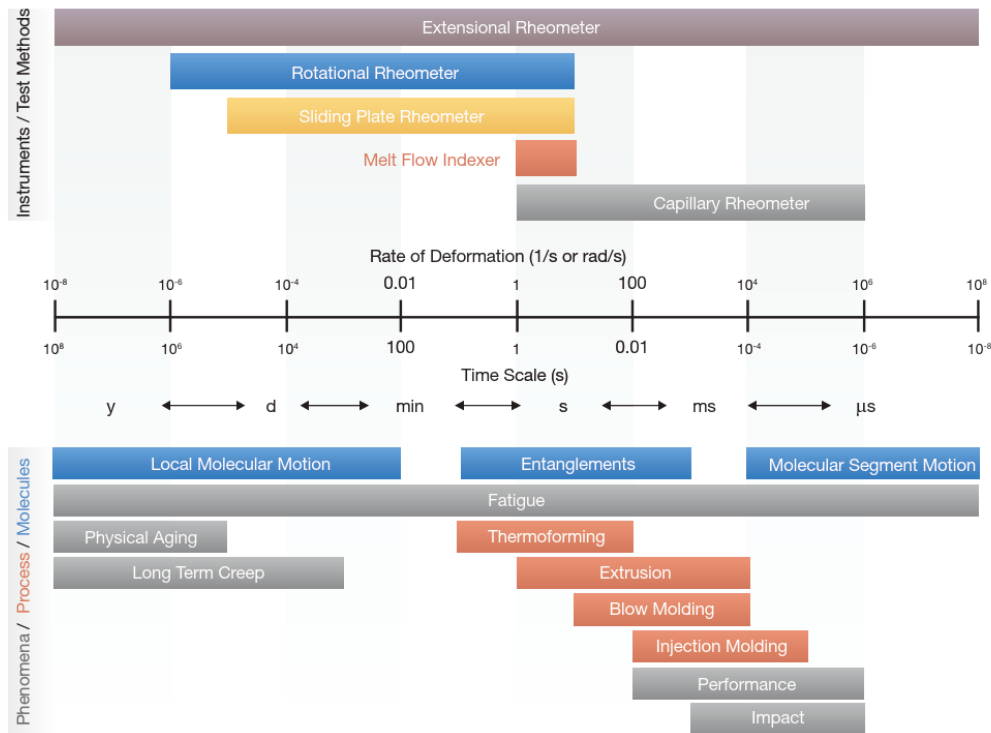 Instruments / Test Methods
Extensional Rheometer
Rotational Rheometer
Sliding Plate Rheometer
Melt Flow Indexer
Capillary Rheometer
Rate of Deformation (1/s or rad/s)
10⁻⁸ 10⁻⁶ 10⁻⁴ 0.01 1 100 10⁴ 10⁶ 10⁸
10⁸ 10⁶ 10⁴ 100 1 0.01 10⁻⁴ 10⁻⁶ 10⁻⁸
Time Scale (s)
y d min s ms μs
Phenomena / Process / Molecules
Local Molecular Motion Entanglements Molecular Segment Motion
Fatigue
Physical Aging Thermoforming
Long Term Creep Extrusion
Blow Molding
Injection Molding
Performance
Impact